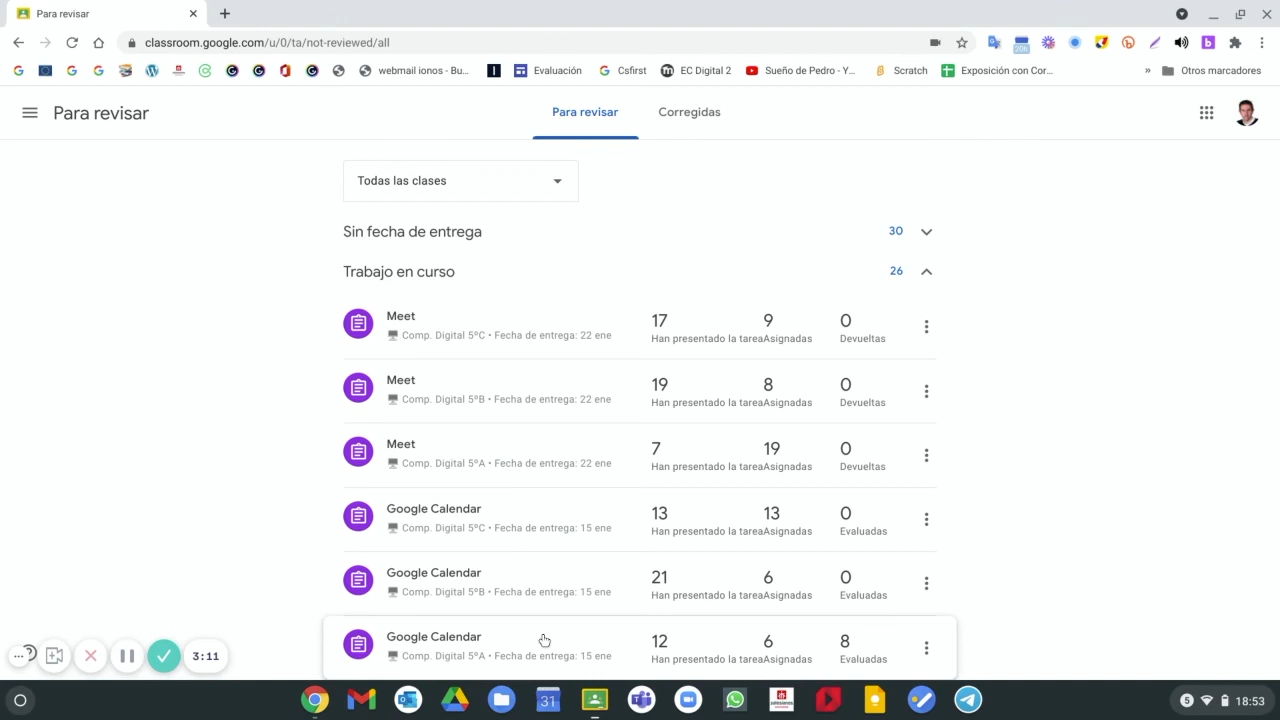 Para revisar
classroom.google.com/u/0/ta/not-reviewed/all
20h
webmail ionos - Bu...
Evaluación
Csfirst
EC Digital 2
Sueño de Pedro - Y...
Scratch
Exposición con Cor...
»
Otros marcadores
Para revisar
Para revisar
Corregidas
Todas las clases
Sin fecha de entrega
30
Trabajo en curso
26
Meet
Comp. Digital 5ºC • Fecha de entrega: 22 ene
17
Han presentado la tarea
9
Asignadas
0
Devueltas
Meet
Comp. Digital 5ºB • Fecha de entrega: 22 ene
19
Han presentado la tarea
8
Asignadas
0
Devueltas
Meet
Comp. Digital 5ºA • Fecha de entrega: 22 ene
7
Han presentado la tarea
19
Asignadas
0
Devueltas
Google Calendar
Comp. Digital 5ºC • Fecha de entrega: 15 ene
13
Han presentado la tarea
13
Asignadas
0
Evaluadas
Google Calendar
Comp. Digital 5ºB • Fecha de entrega: 15 ene
21
Han presentado la tarea
6
Asignadas
0
Evaluadas
Google Calendar
Comp. Digital 5ºA • Fecha de entrega: 15 ene
12
Han presentado la tarea
6
Asignadas
8
Evaluadas
3:11
31
5
18:53